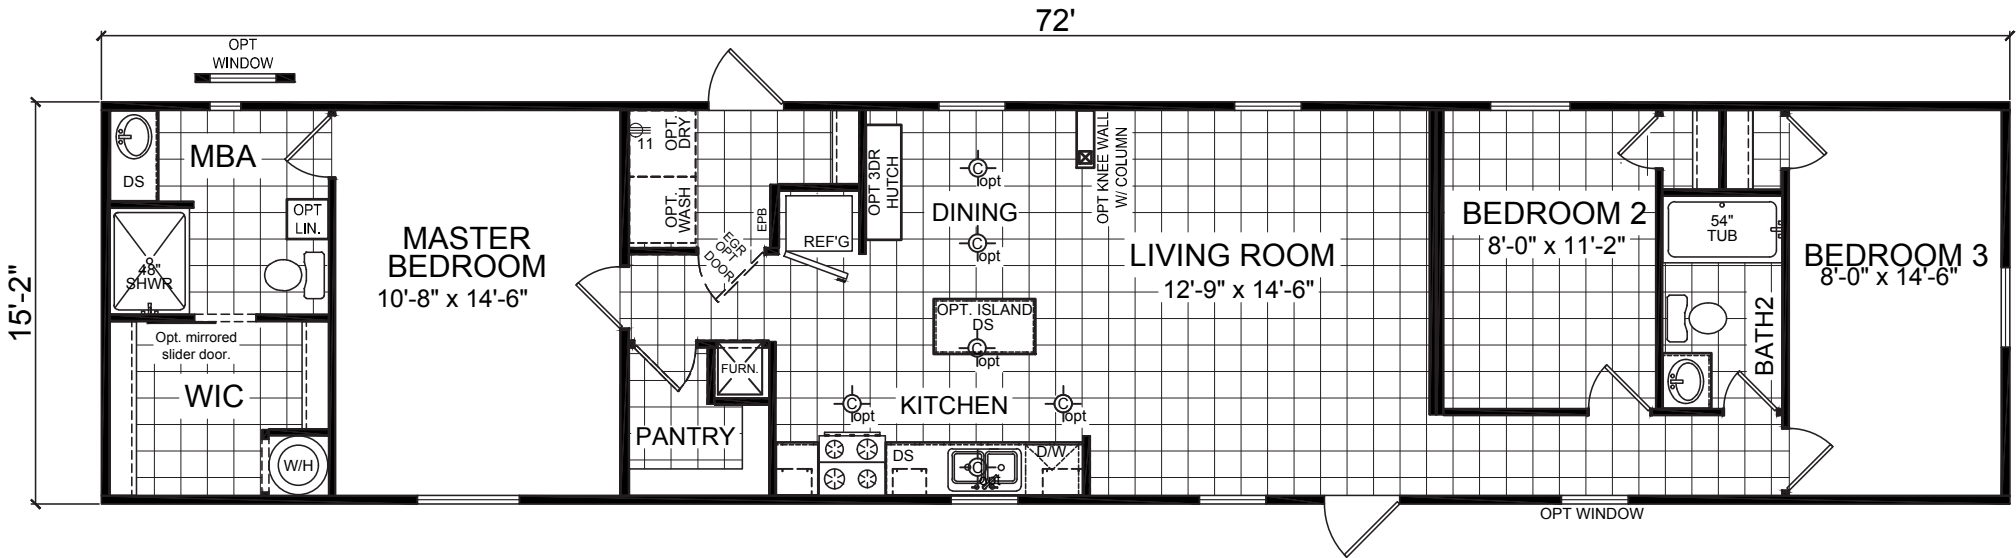 72'
OPT
WINDOW
15'-2"
MBA
DS
OPT
LIN.
48"
SHWR
Opt. mirrored
slider door.
WIC
W/H
MASTER
BEDROOM
10'-8" x 14'-6"
11
OPT.
DRY
OPT.
WASH
EPB
EGR
OPT
DOOR
REF'G
FURN.
PANTRY
OPT 3DR
HUTCH
C
opt
DINING
C
opt
OPT. ISLAND
DS
C
opt
C
opt
KITCHEN
C
opt
DS
C
opt
D/W
OPT KNEE WALL
W/ COLUMN
LIVING ROOM
12'-9" x 14'-6"
BEDROOM 2
8'-0" x 11'-2"
54"
TUB
BATH2
BEDROOM 3
8'-0" x 14'-6"
OPT WINDOW